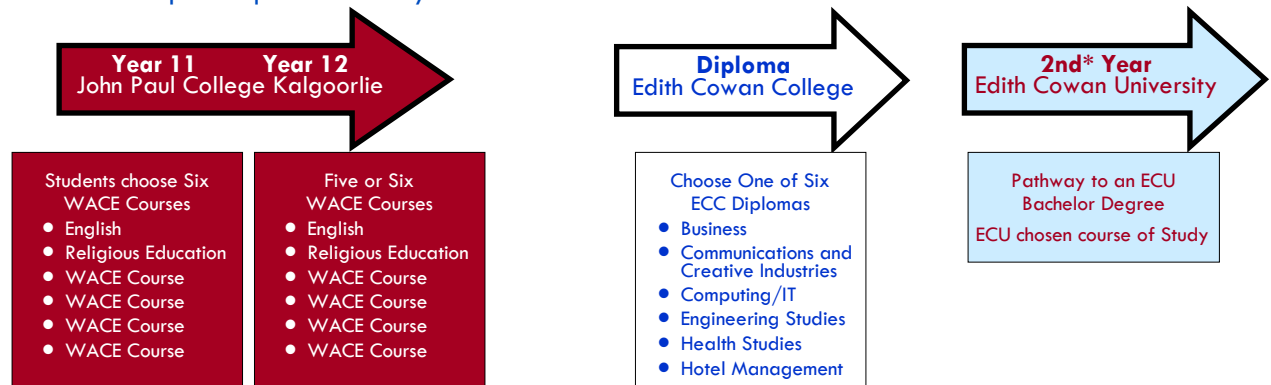 Year 11 Year 12
John Paul College Kalgoorlie
Diploma
Edith Cowan College
2nd* Year
Edith Cowan University
Students choose Six
WACE Courses
• English
• Religious Education
• WACE Course
• WACE Course
• WACE Course
• WACE Course
Five or Six
WACE Courses
• English
• Religious Education
• WACE Course
• WACE Course
• WACE Course
• WACE Course
Choose One of Six
ECC Diplomas
• Business
• Communications and
Creative Industries
• Computing/IT
• Engineering Studies
• Health Studies
• Hotel Management
Pathway to an ECU
Bachelor Degree
ECU chosen course of Study